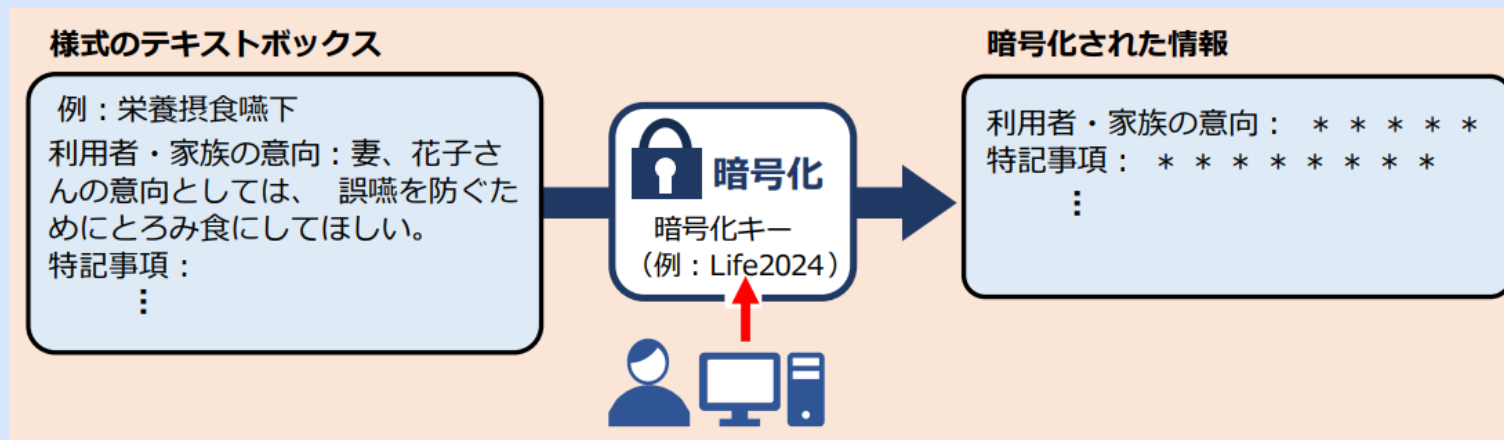 様式のテキストボックス
例：栄養摂食嚥下
利用者・家族の意向：妻、花子さ
んの意向としては、 誤嚥を防ぐた
めにとろみ食にしてほしい。
特記事項：
⋮
暗号化
暗号化キー
（例：Life2024）
暗号化された情報
利用者・家族の意向： ＊ ＊ ＊ ＊ ＊
特記事項： ＊ ＊ ＊ ＊ ＊ ＊ ＊ ＊
⋮